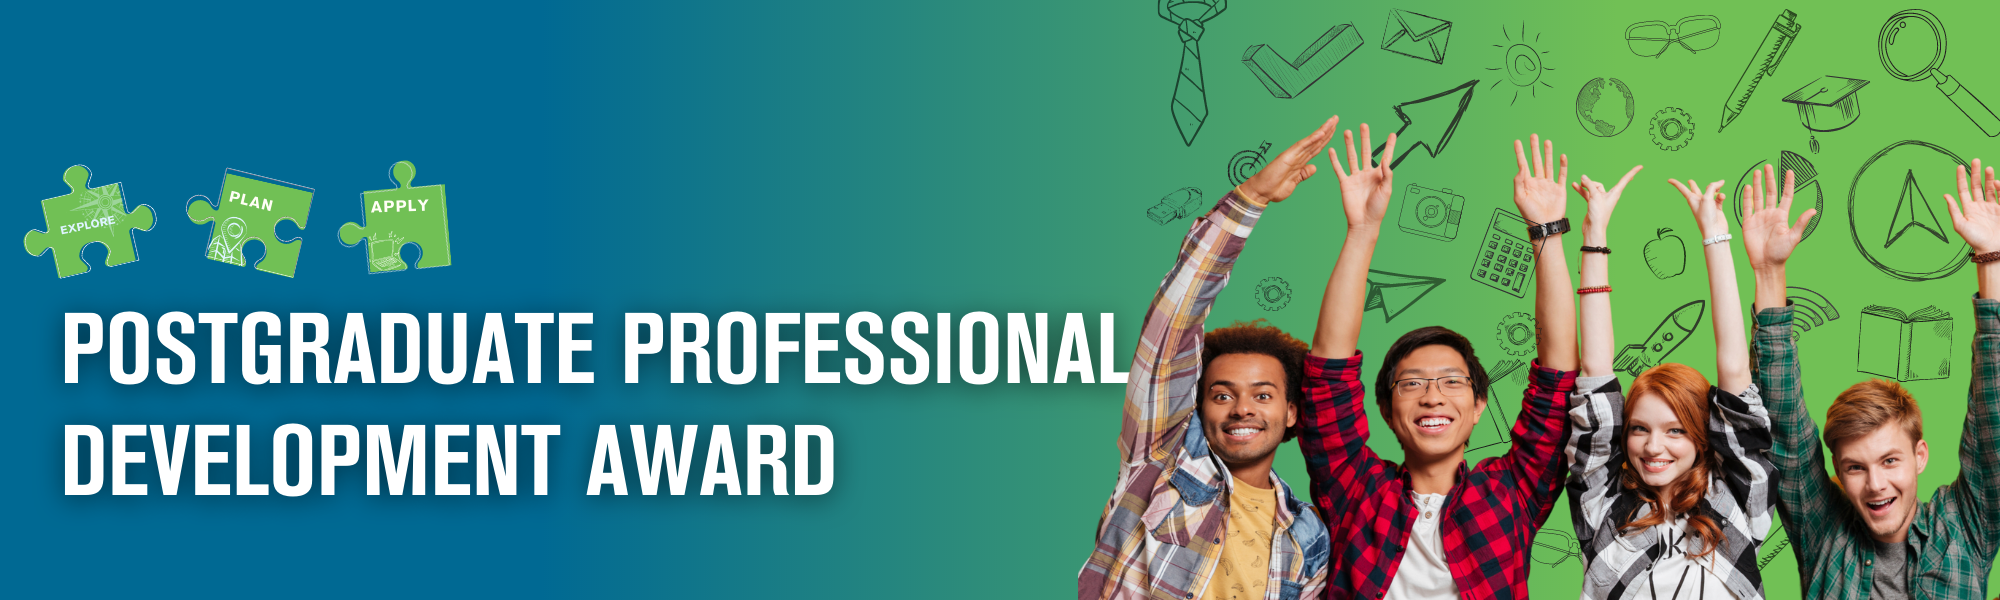 EXPLORE
PLAN
APPLY
POSTGRADUATE PROFESSIONAL
DEVELOPMENT AWARD